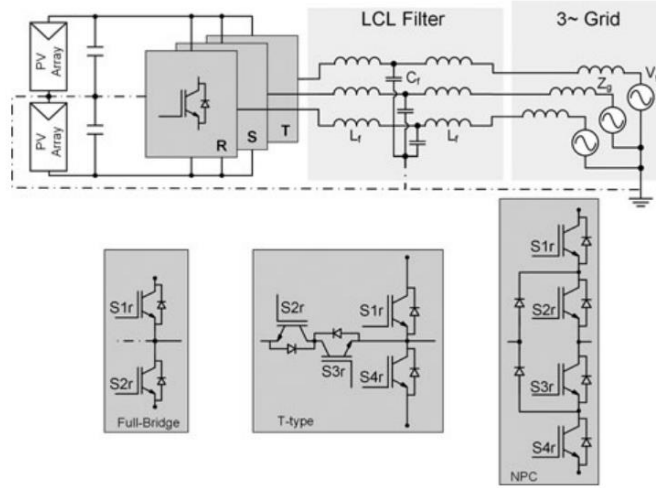 LCL Filter
3~ Grid
PV
Array
PV
Array
R
S
T
Cf
Lf
Lf
Zg
S1r
S2r
Full-Bridge
S2r
S3r
S1r
S4r
T-type
S1r
S2r
S3r
S4r
NPC